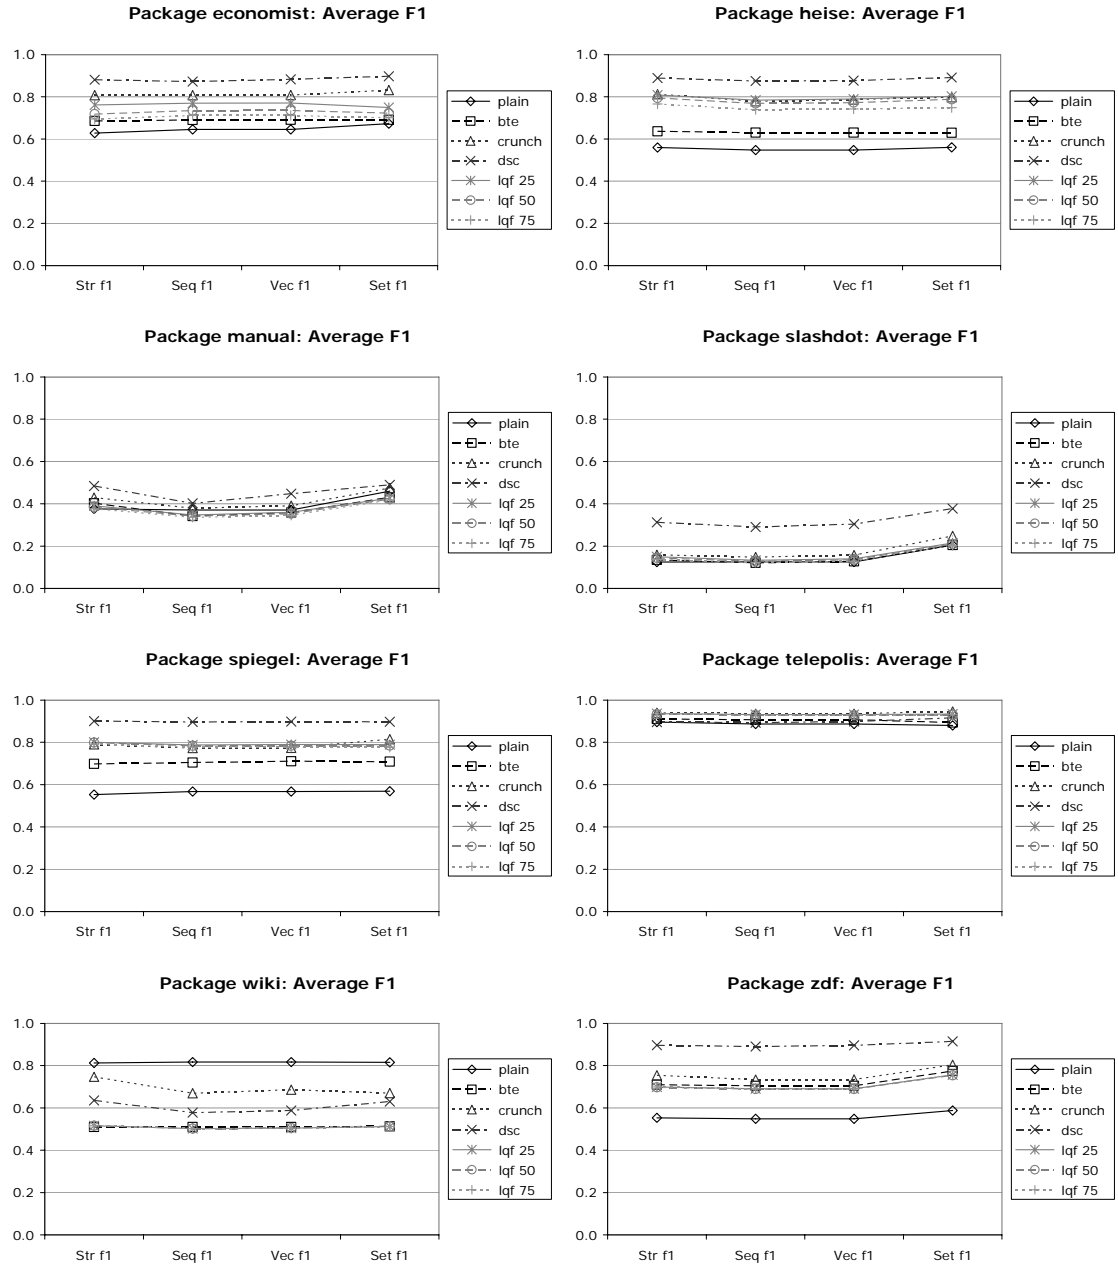 Package economist: Average F1
1.0
0.8
0.6
0.4
0.2
0.0
Str f1 Seq f1 Vec f1 Set f1
plain
bte
crunch
dsc
lqf 25
lqf 50
lqf 75
Package heise: Average F1
1.0
0.8
0.6
0.4
0.2
0.0
Str f1 Seq f1 Vec f1 Set f1
plain
bte
crunch
dsc
lqf 25
lqf 50
lqf 75
Package manual: Average F1
1.0
0.8
0.6
0.4
0.2
0.0
Str f1 Seq f1 Vec f1 Set f1
plain
bte
crunch
dsc
lqf 25
lqf 50
lqf 75
Package slashdot: Average F1
1.0
0.8
0.6
0.4
0.2
0.0
Str f1 Seq f1 Vec f1 Set f1
plain
bte
crunch
dsc
lqf 25
lqf 50
lqf 75
Package spiegel: Average F1
1.0
0.8
0.6
0.4
0.2
0.0
Str f1 Seq f1 Vec f1 Set f1
plain
bte
crunch
dsc
lqf 25
lqf 50
lqf 75
Package telepolis: Average F1
1.0
0.8
0.6
0.4
0.2
0.0
Str f1 Seq f1 Vec f1 Set f1
plain
bte
crunch
dsc
lqf 25
lqf 50
lqf 75
Package wiki: Average F1
1.0
0.8
0.6
0.4
0.2
0.0
Str f1 Seq f1 Vec f1 Set f1
plain
bte
crunch
dsc
lqf 25
lqf 50
lqf 75
Package zdf: Average F1
1.0
0.8
0.6
0.4
0.2
0.0
Str f1 Seq f1 Vec f1 Set f1
plain
bte
crunch
dsc
lqf 25
lqf 50
lqf 75